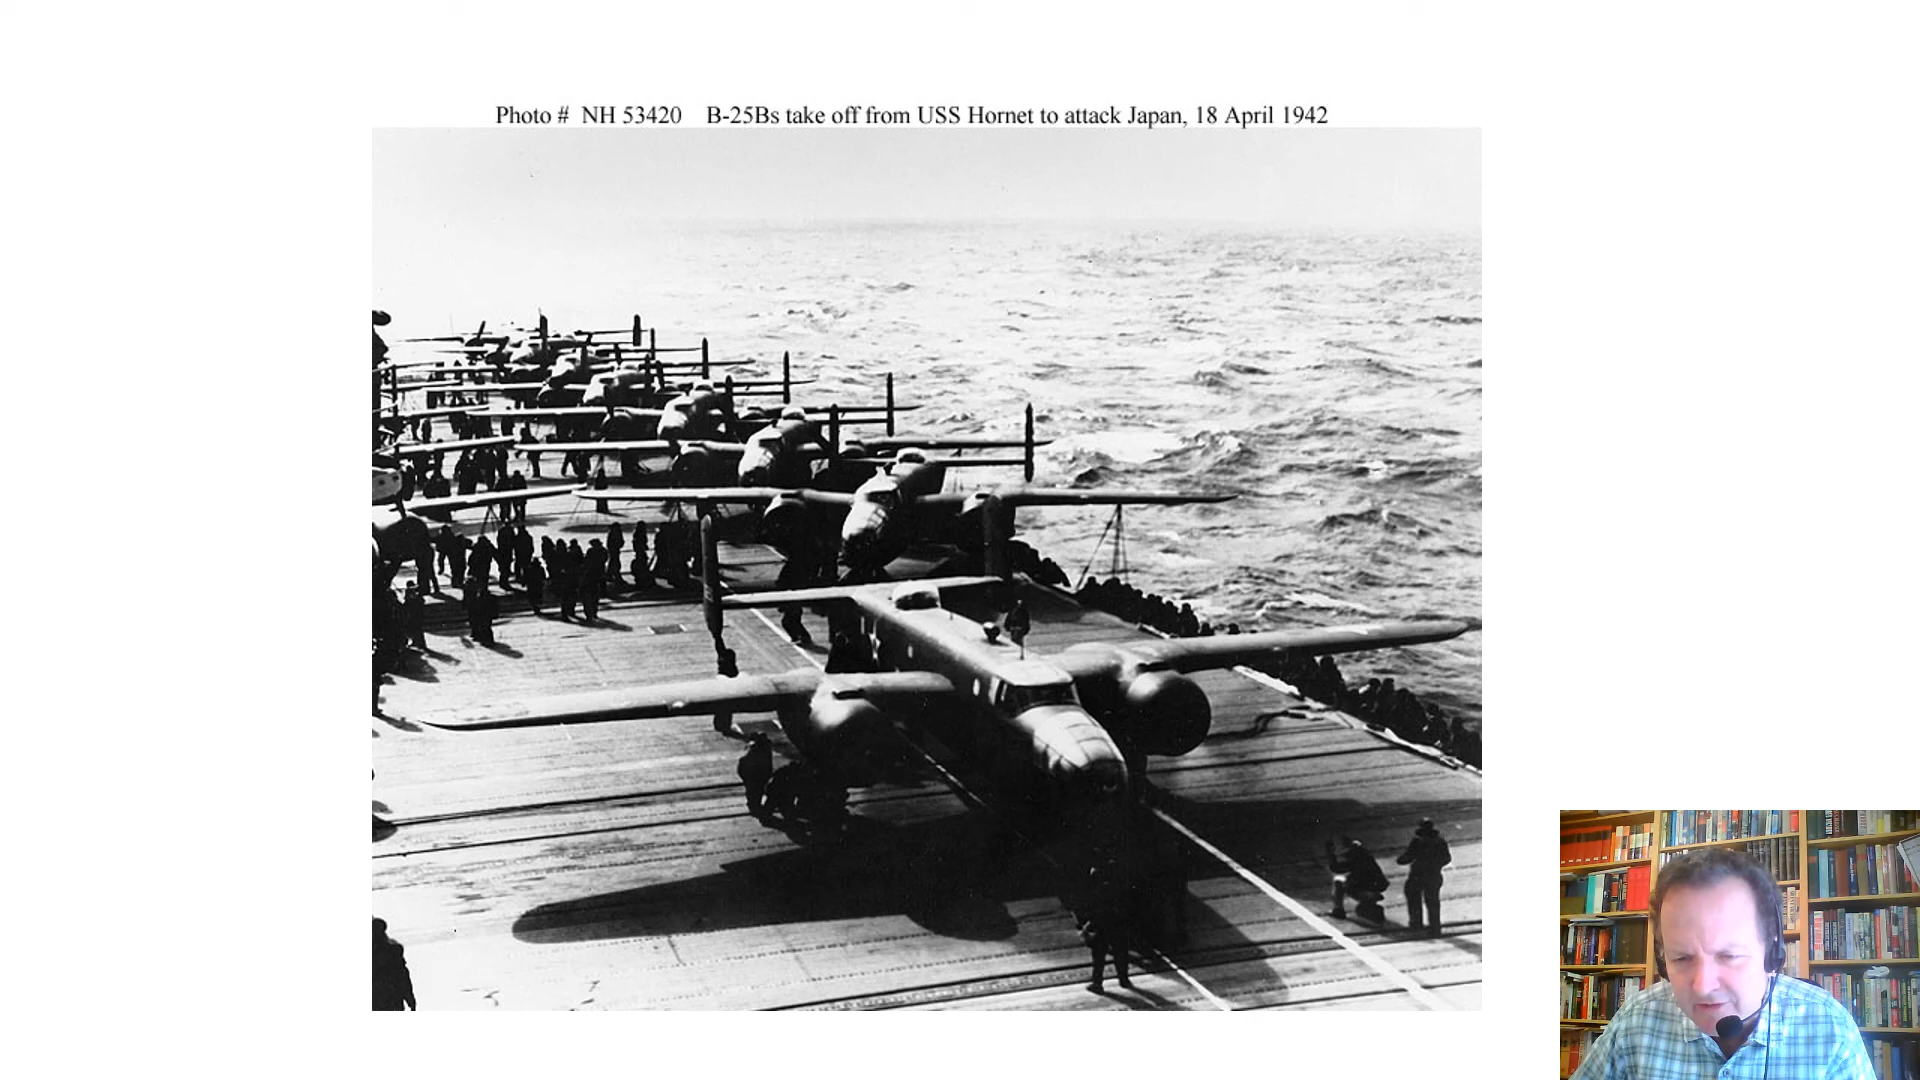 Photo #  NH 53420    B-25Bs take off from USS Hornet to attack Japan, 18 April 1942